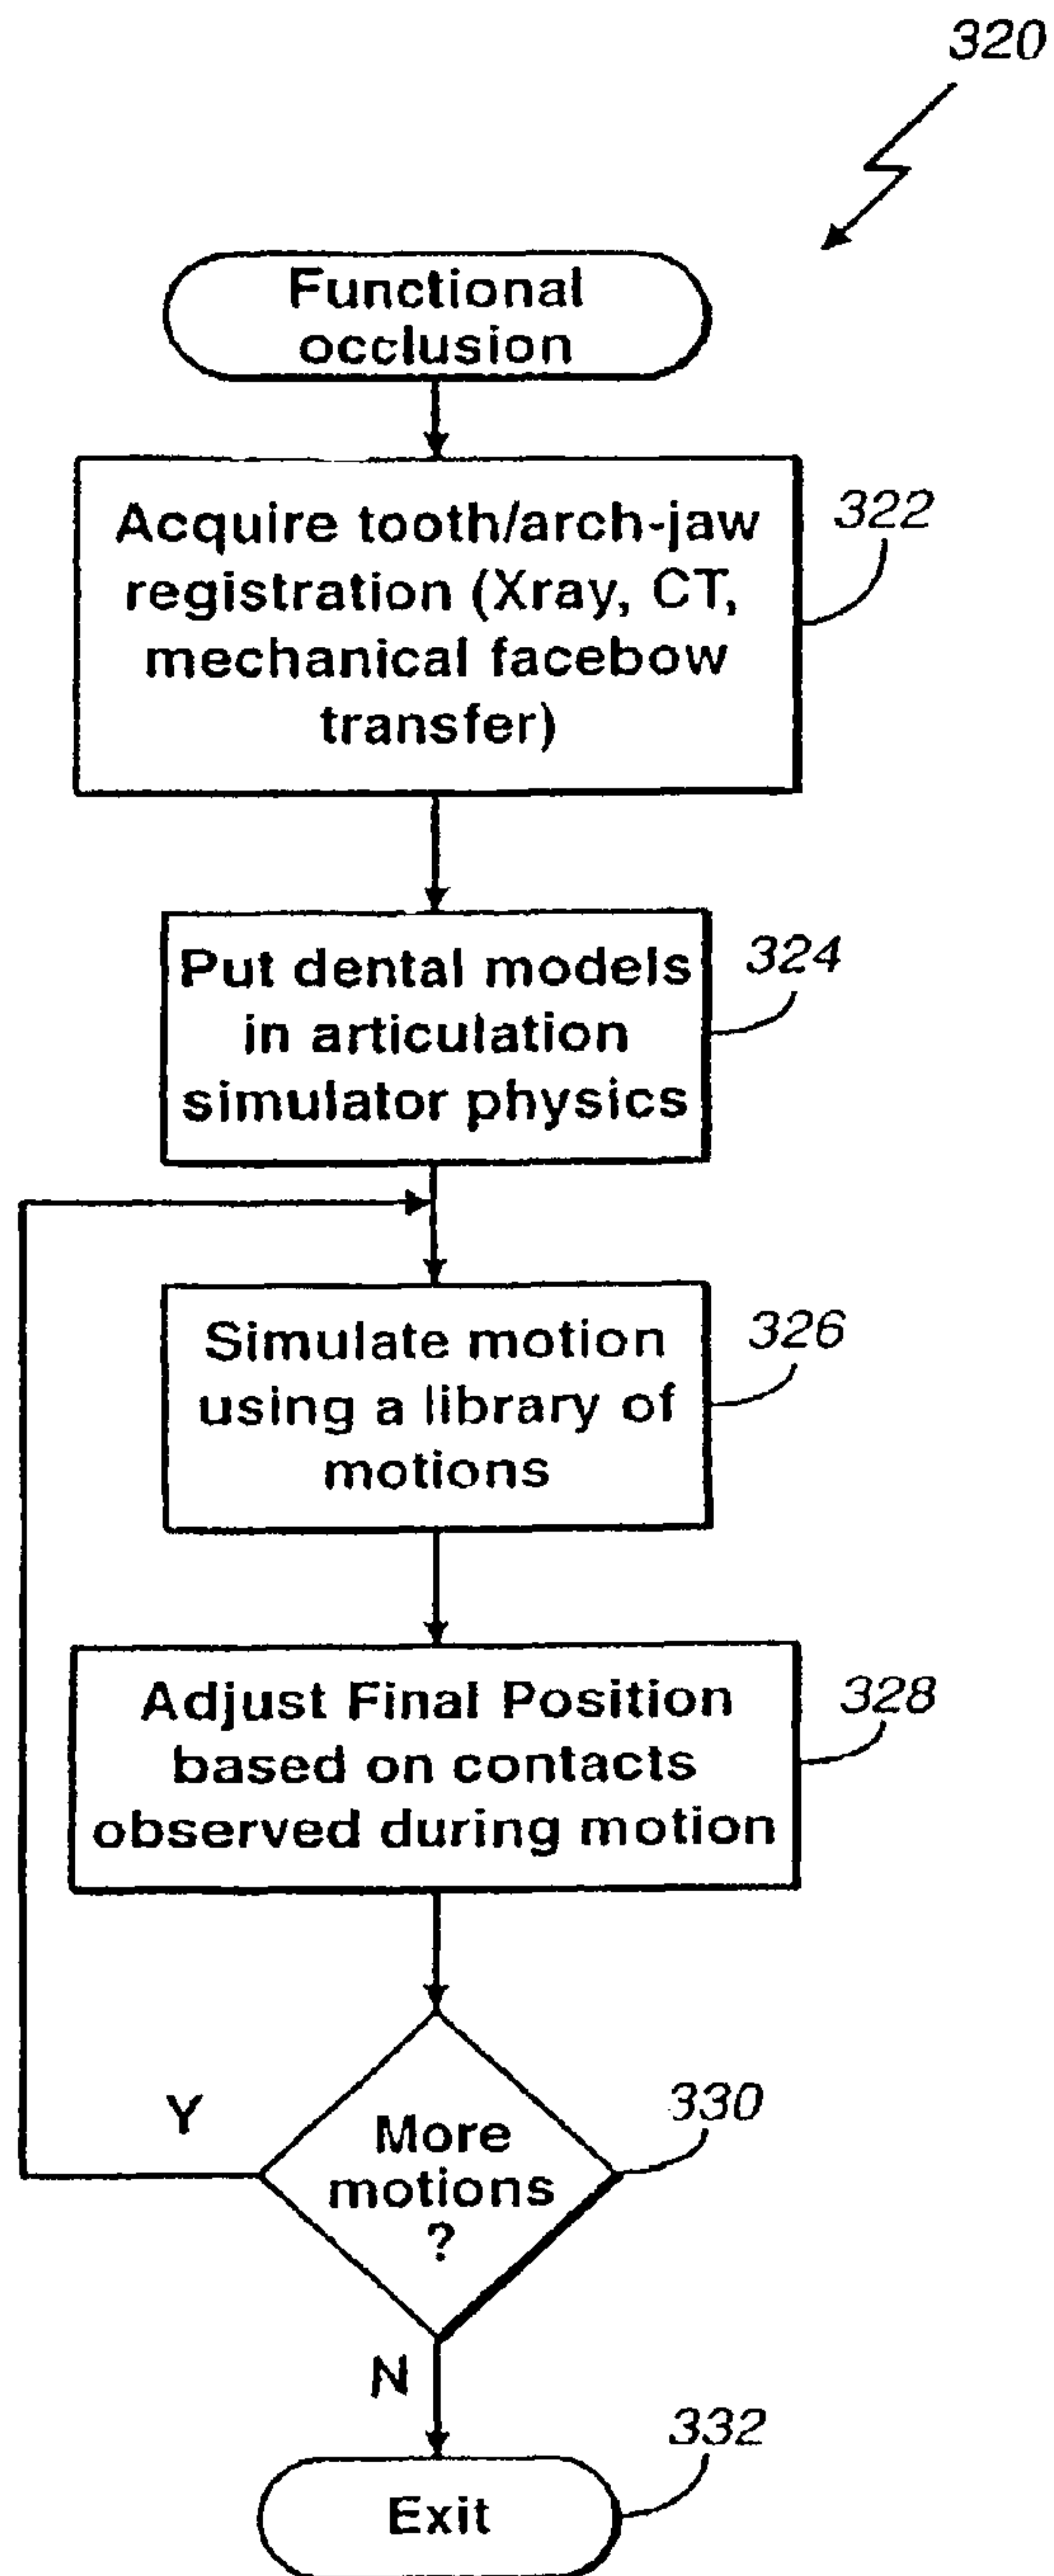 320
Functional
occlusion
Acquire tooth/arch-jaw
registration (Xray, CT,
mechanical facebow
transfer)
322
Put dental models
in articulation
simulator physics
324
Simulate motion
using a library of
motions
326
Adjust Final Position
based on contacts
observed during motion
328
More
motions
?
330
Y
N
Exit
332